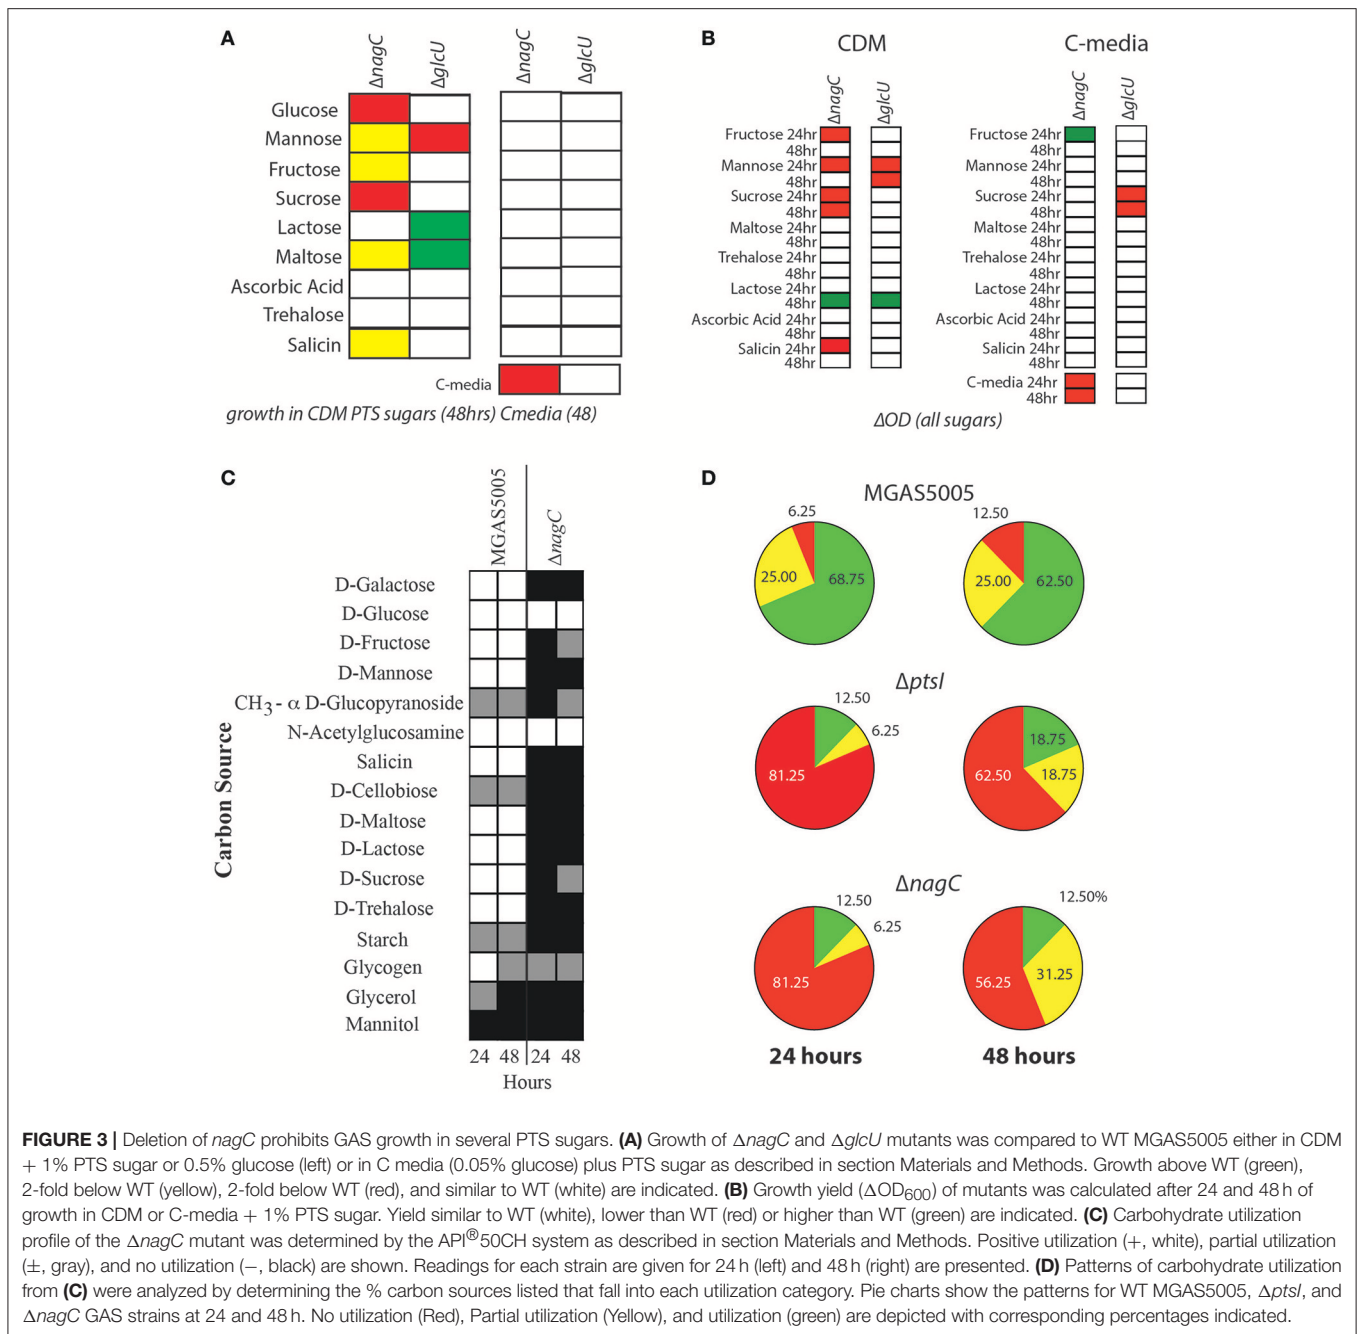 A
ΔnagC
ΔglcU
ΔnagC
ΔglcU
Glucose
Mannose
Fructose
Sucrose
Lactose
Maltose
Ascorbic Acid
Trehalose
Salicin
C-media
growth in CDM PTS sugars (48hrs) Cmedia (48)
B
CDM
C-media
ΔnagC
ΔglcU
ΔnagC
ΔglcU
Fructose 24hr
48hr
Mannose 24hr
48hr
Sucrose 24hr
48hr
Maltose 24hr
48hr
Trehalose 24hr
48hr
Lactose 24hr
48hr
Ascorbic Acid 24hr
48hr
Salicin 24hr
48hr
Fructose 24hr
48hr
Mannose 24hr
48hr
Sucrose 24hr
48hr
Maltose 24hr
48hr
Trehalose 24hr
48hr
Lactose 24hr
48hr
Ascorbic Acid 24hr
48hr
Salicin 24hr
48hr
C-media 24hr
48hr
ΔOD (all sugars)
C
MGAS5005
ΔnagC
Carbon Source
D-Galactose
D-Glucose
D-Fructose
D-Mannose
CH3- α D-Glucopyranoside
N-Acetylglucosamine
Salicin
D-Cellobiose
D-Maltose
D-Lactose
D-Sucrose
D-Trehalose
Starch
Glycogen
Glycerol
Mannitol
24 48 24 48
Hours
D
MGAS5005
6.25
25.00
68.75
12.50
25.00
62.50
ΔptsI
12.50
6.25
81.25
18.75
62.50
18.75
ΔnagC
12.50
6.25
81.25
12.50%
56.25
31.25
24 hours
48 hours
FIGURE 3 | Deletion of nagC prohibits GAS growth in several PTS sugars. (A) Growth of ΔnagC and ΔglcU mutants was compared to WT MGAS5005 either in CDM
+ 1% PTS sugar or 0.5% glucose (left) or in C media (0.05% glucose) plus PTS sugar as described in section Materials and Methods. Growth above WT (green),
2-fold below WT (yellow), 2-fold below WT (red), and similar to WT (white) are indicated. (B) Growth yield (ΔOD600) of mutants was calculated after 24 and 48 h of
growth in CDM or C-media + 1% PTS sugar. Yield similar to WT (white), lower than WT (red) or higher than WT (green) are indicated. (C) Carbohydrate utilization
profile of the ΔnagC mutant was determined by the API®50CH system as described in section Materials and Methods. Positive utilization (+, white), partial utilization
(±, gray), and no utilization (−, black) are shown. Readings for each strain are given for 24 h (left) and 48 h (right) are presented. (D) Patterns of carbohydrate utilization
from (C) were analyzed by determining the % carbon sources listed that fall into each utilization category. Pie charts show the patterns for WT MGAS5005, ΔptsI, and
ΔnagC GAS strains at 24 and 48 h. No utilization (Red), Partial utilization (Yellow), and utilization (green) are depicted with corresponding percentages indicated.